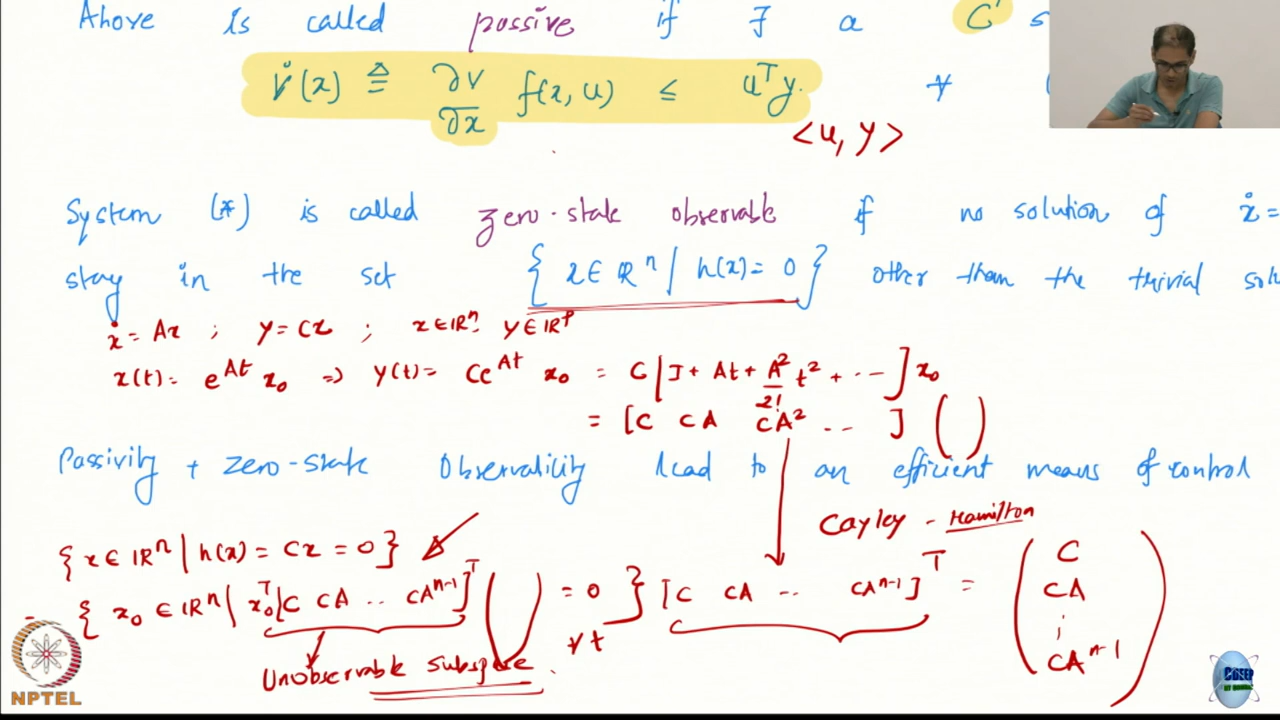 Above is called passive if ∃ a C¹ s
V̇(x) ≜ ∂V/∂x f(x, u) ≤ uᵀy. ∀ (
<u, y>
System (*) is called zero-state observable if no solution of ẋ =
stay in the set { x ∈ ℝⁿ | h(x) = 0 } other than the trivial solu
ẋ = Ax ; y = Cx ; x ∈ ℝⁿ y ∈ ℝᵖ
x(t) = e^{At} x₀ ⇒ y(t) = C e^{At} x₀ = C [I + At + A²/2! t² + ... ] x₀
= [C CA CA² .. ] ( )
Passivity + zero-state Observability lead to an efficient means of control
Cayley - Hamilton
{ x ∈ ℝⁿ | h(x) = Cx = 0 }
= { x₀ ∈ ℝⁿ | x₀ᵀ [C CA .. CAⁿ⁻¹]ᵀ ( ) = 0 } ∀ t
[C CA .. CAⁿ⁻¹]ᵀ = ( C CA ⋮ CAⁿ⁻¹ )
Unobservable Subspace.
NPTEL
CDEEP